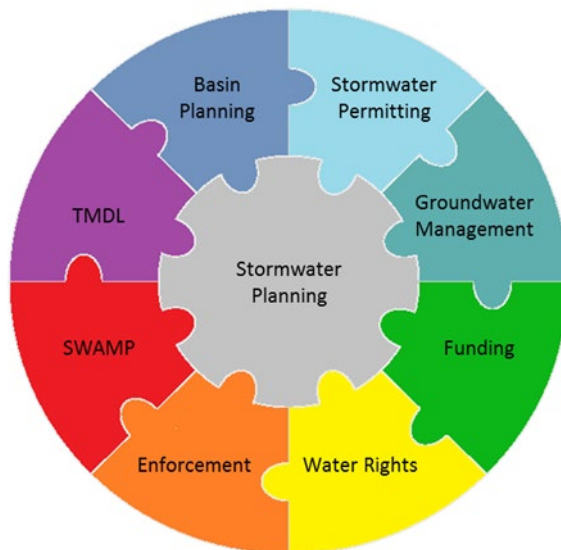 Basin
Planning
Stormwater
Permitting
TMDL
Groundwater
Management
Stormwater
Planning
SWAMP
Funding
Enforcement
Water Rights